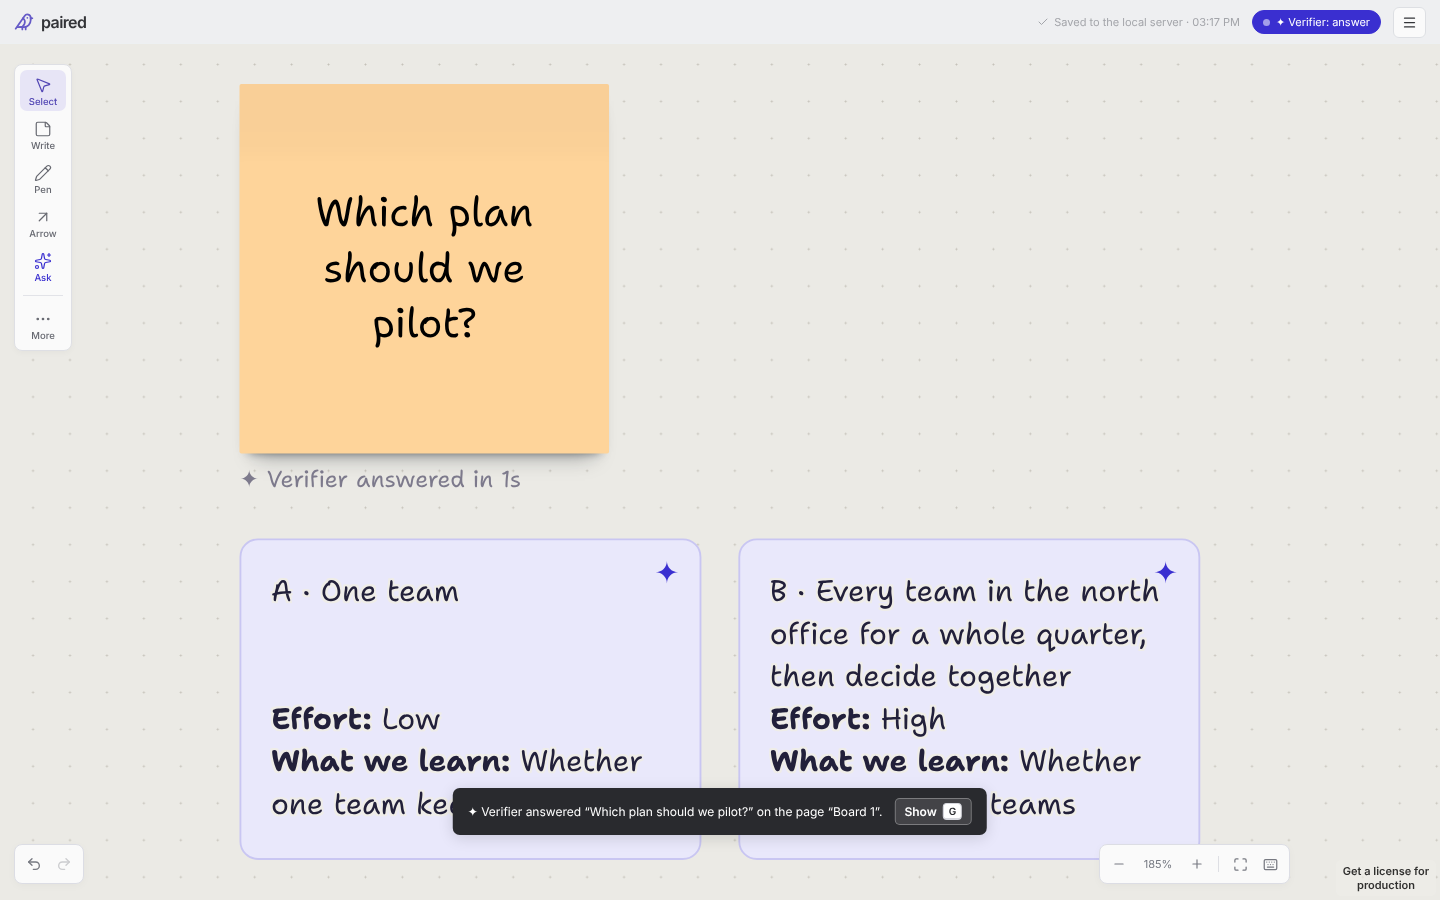 paired
Saved to the local server · 03:17 PM
✦ Verifier: answer
Select
Write
Pen
Arrow
Ask
More
Which plan
should we
pilot?
✦ Verifier answered in 1s
A · One team
Effort: Low
What we learn: Whether
one team
B · Every team in the north
office for a whole quarter,
then decide together
Effort: High
What we learn: Whether
teams
✦ Verifier answered “Which plan should we pilot?” on the page “Board 1”.
Show G
185%
Get a license for
production